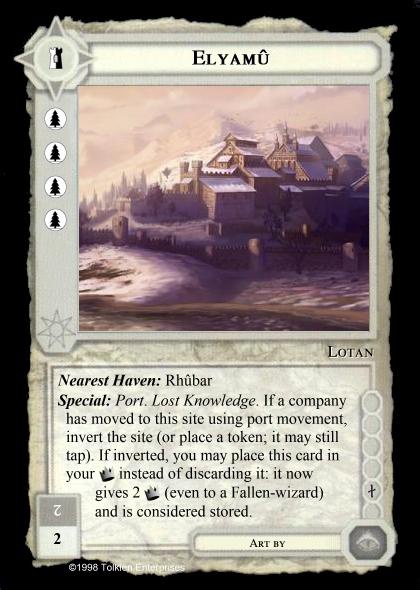 ELYAMÛ
LOTAN
Nearest Haven: Rhûbar
Special: Port. Lost Knowledge. If a company
has moved to this site using port movement,
invert the site (or place a token; it may still
tap). If inverted, you may place this card in
your instead of discarding it: it now
gives 2 (even to a Fallen-wizard)
and is considered stored.
2
2
ART BY
©1998 Tolkien Enterprises